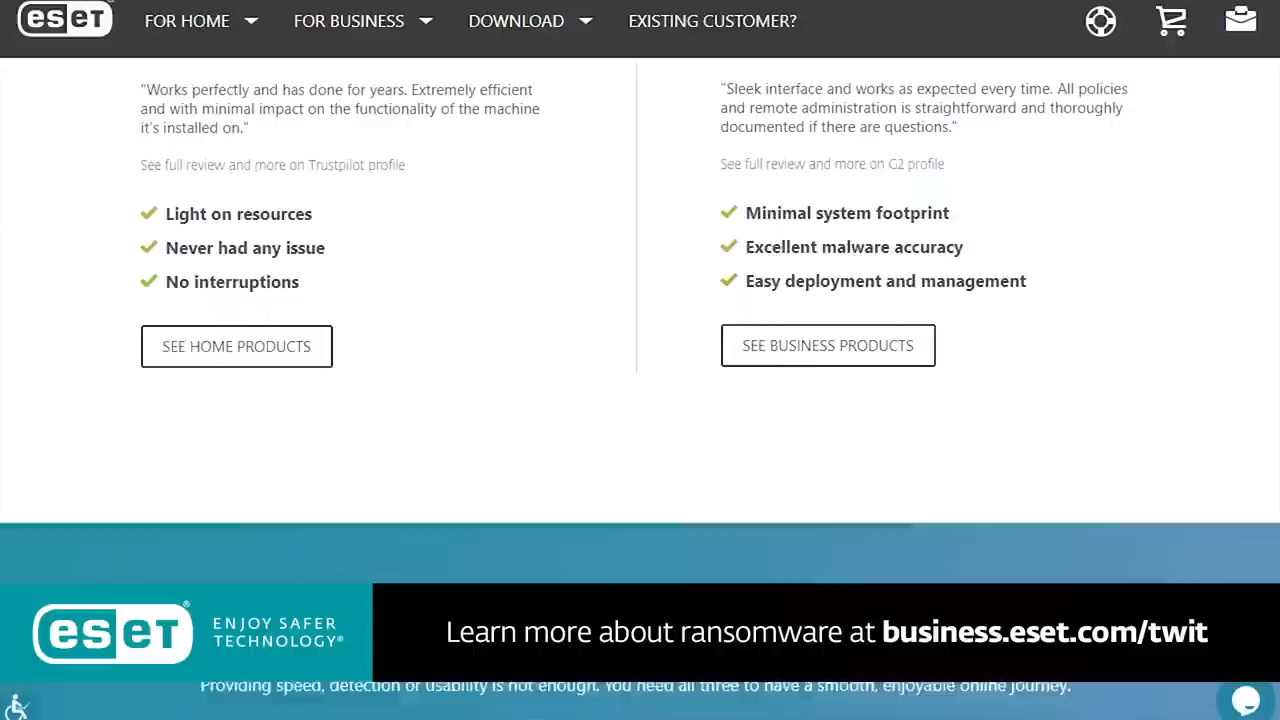 eset
FOR HOME
FOR BUSINESS
DOWNLOAD
EXISTING CUSTOMER?
"Works perfectly and has done for years. Extremely efficient
and with minimal impact on the functionality of the machine
it's installed on."
See full review and more on Trustpilot profile
Light on resources
Never had any issue
No interruptions
SEE HOME PRODUCTS
"Sleek interface and works as expected every time. All policies
and remote administration is straightforward and thoroughly
documented if there are questions."
See full review and more on G2 profile
Minimal system footprint
Excellent malware accuracy
Easy deployment and management
SEE BUSINESS PRODUCTS
eset®
ENJOY SAFER
TECHNOLOGY®
Learn more about ransomware at business.eset.com/twit
Providing speed, detection or usability is not enough. You need all three to have a smooth, enjoyable online journey.